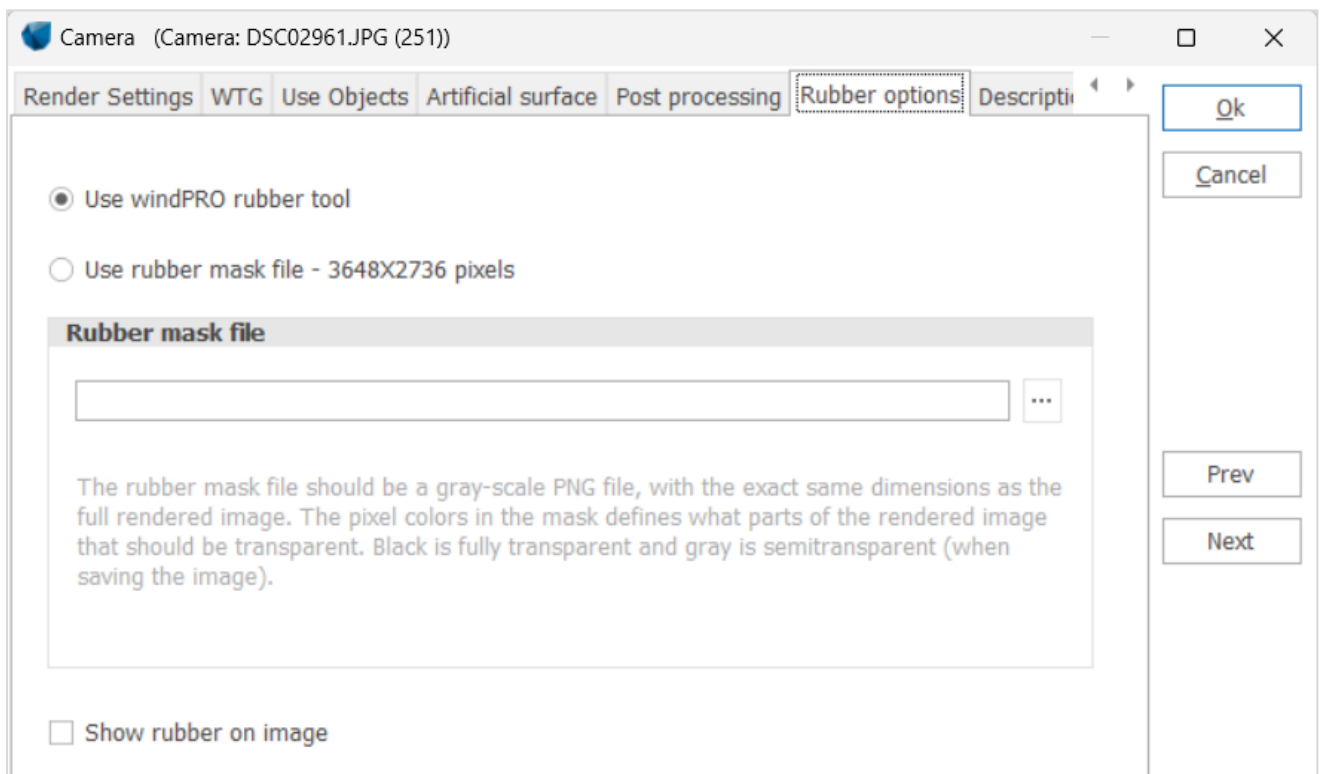 Camera (Camera: DSC02961.JPG (251))
Render Settings WTG Use Objects Artificial surface Post processing Rubber options Descriptic
Ok
Cancel
Use windPRO rubber tool
Use rubber mask file - 3648X2736 pixels
Rubber mask file
...
The rubber mask file should be a gray-scale PNG file, with the exact same dimensions as the
full rendered image. The pixel colors in the mask defines what parts of the rendered image
that should be transparent. Black is fully transparent and gray is semitransparent (when
saving the image).
Prev
Next
Show rubber on image